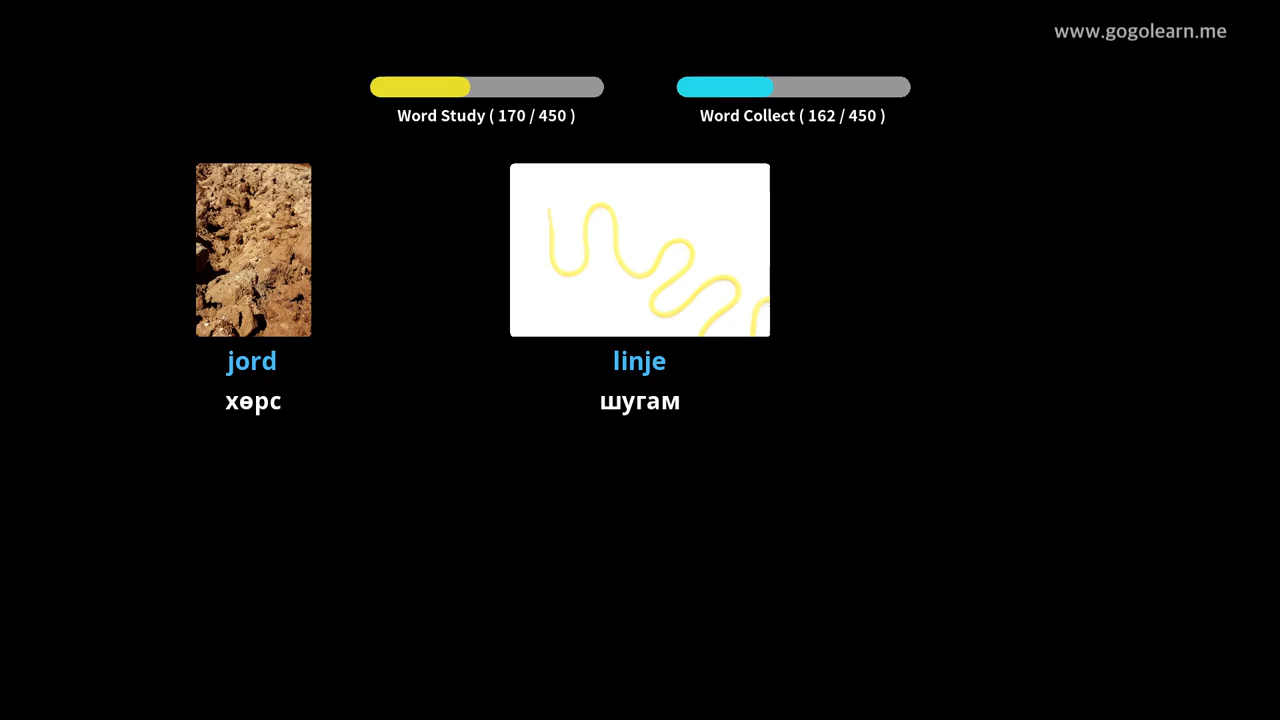 www.gogolearn.me
Word Study ( 170 / 450 )
Word Collect ( 162 / 450 )
jord
хөрс
linje
шугам